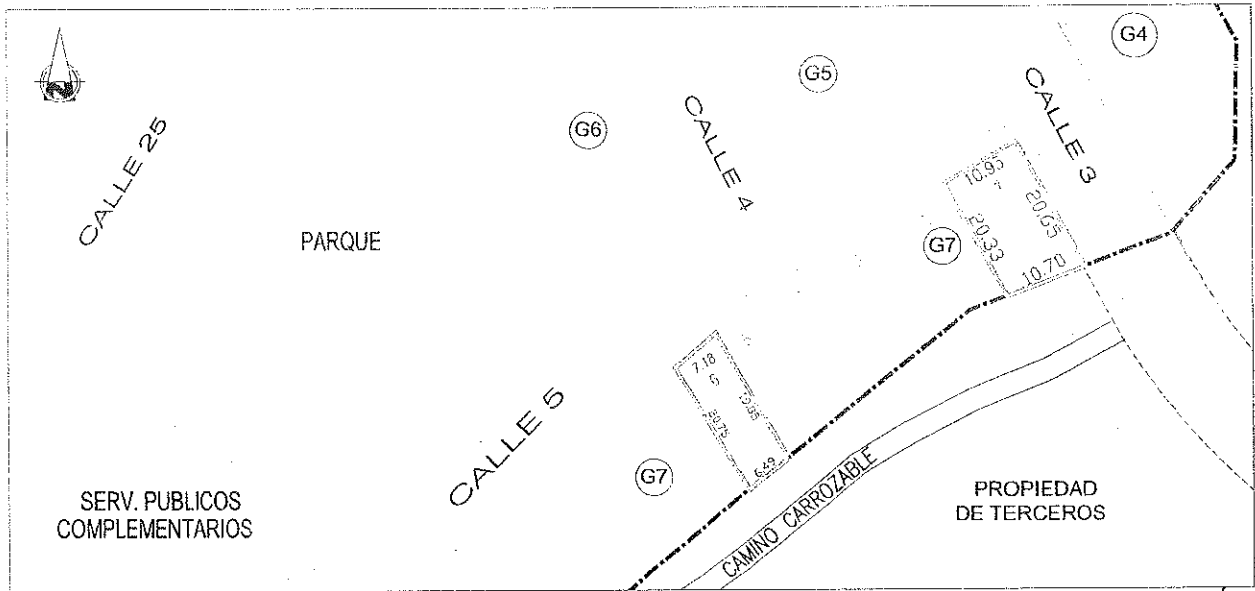 G4
G5
G6
CALLE 25
CALLE 4
CALLE 3
10.95
20.65
20.33
10.70
G7
PARQUE
7.18
20.75
6.49
CALLE 5
G7
SERV. PUBLICOS
COMPLEMENTARIOS
CAMINO CARROZABLE
PROPIEDAD
DE TERCEROS